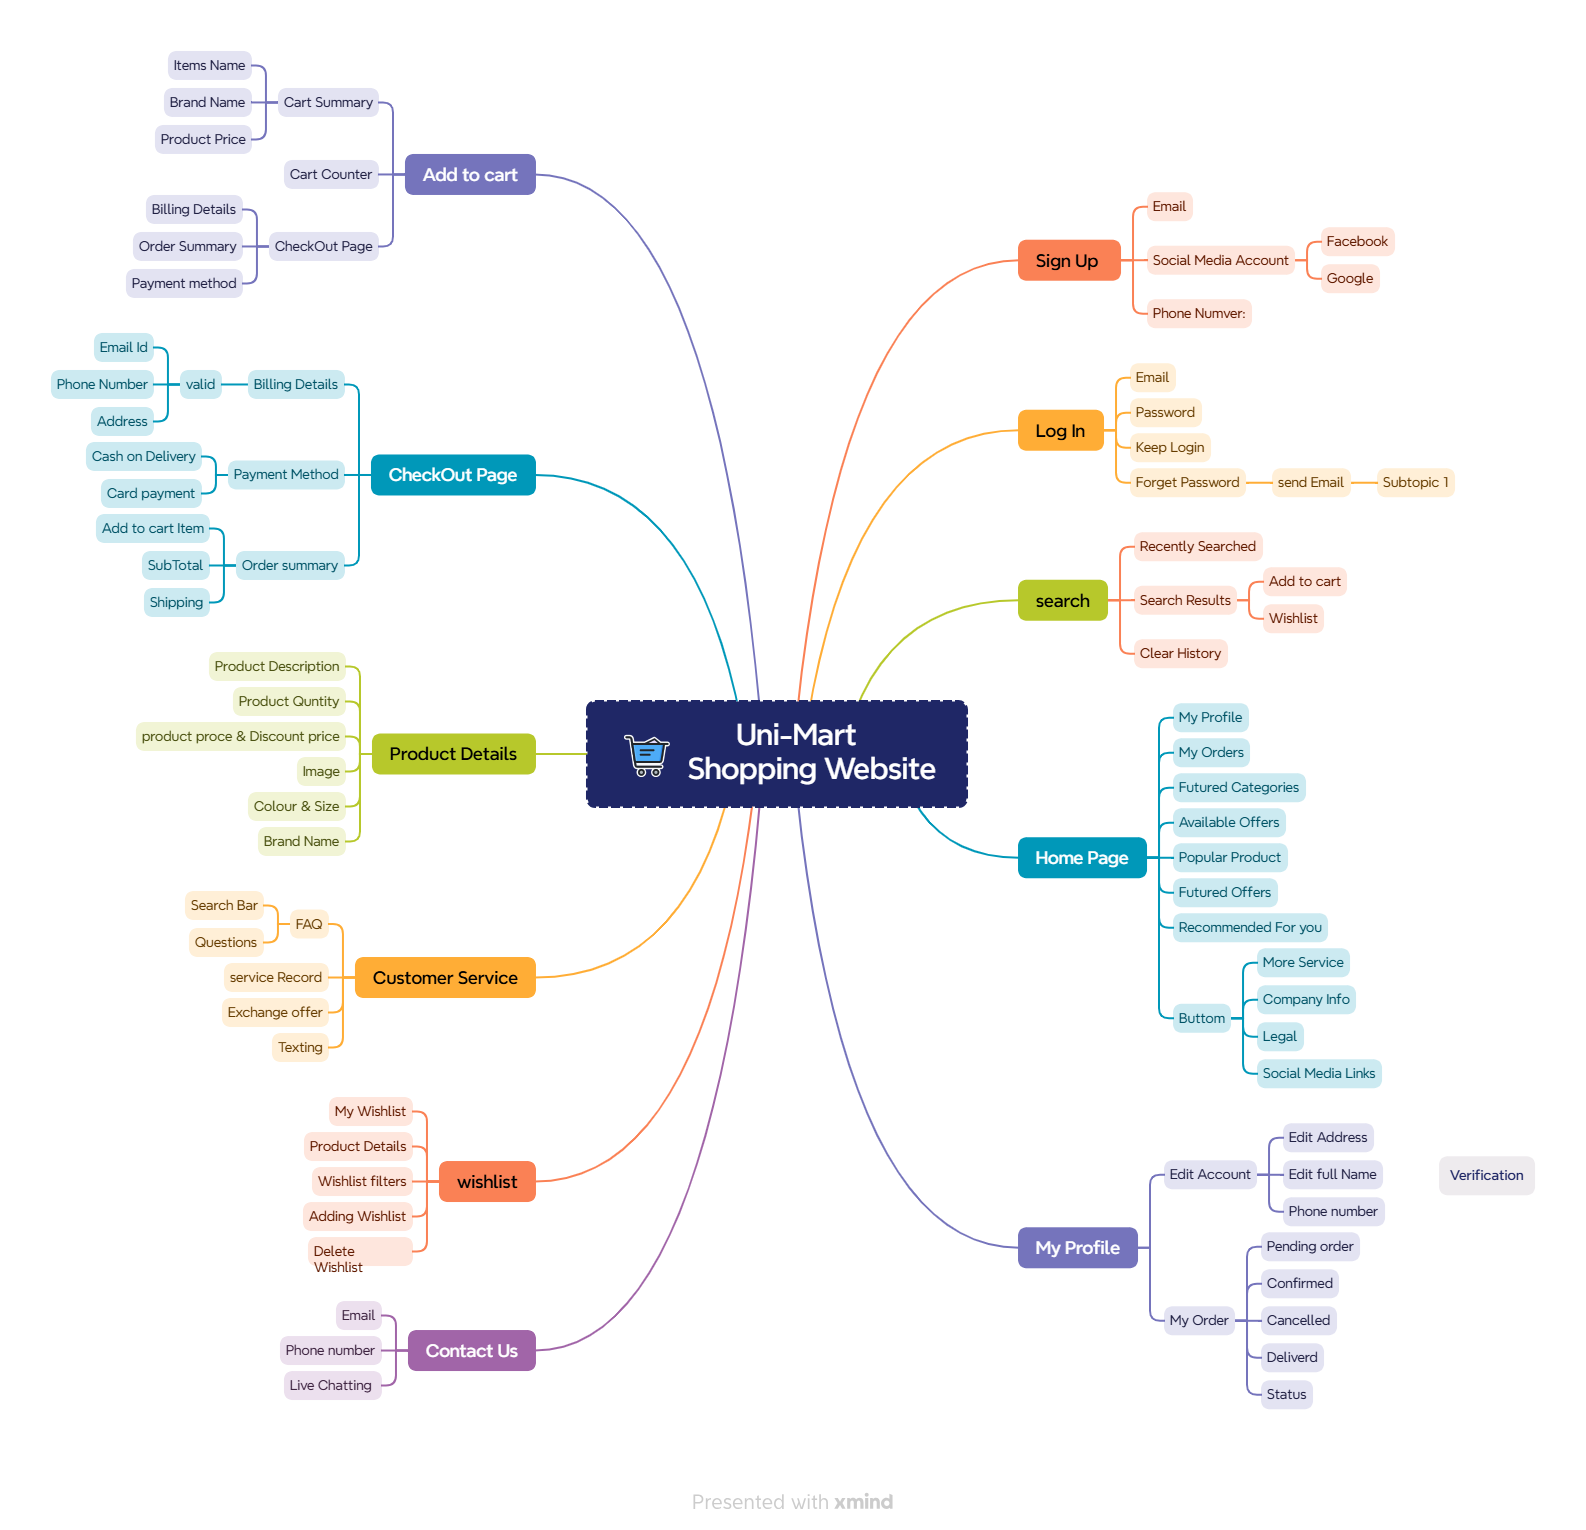 Uni-Mart
Shopping Website
Add to cart
Cart Summary
Items Name
Brand Name
Product Price
Cart Counter
CheckOut Page
Billing Details
Order Summary
Payment method
CheckOut Page
Billing Details
valid
Email Id
Phone Number
Address
Payment Method
Cash on Delivery
Card payment
Order summary
Add to cart Item
SubTotal
Shipping
Product Details
Product Description
Product Quntity
product proce & Discount price
Image
Colour & Size
Brand Name
Customer Service
FAQ
Search Bar
Questions
service Record
Exchange offer
Texting
wishlist
My Wishlist
Product Details
Wishlist filters
Adding Wishlist
Delete
Wishlist
Contact Us
Email
Phone number
Live Chatting
Sign Up
Email
Social Media Account
Facebook
Google
Phone Numver:
Log In
Email
Password
Keep Login
Forget Password
send Email
Subtopic 1
search
Recently Searched
Search Results
Add to cart
Wishlist
Clear History
Home Page
My Profile
My Orders
Futured Categories
Available Offers
Popular Product
Futured Offers
Recommended For you
Buttom
More Service
Company Info
Legal
Social Media Links
My Profile
Edit Account
Edit Address
Edit full Name
Phone number
My Order
Pending order
Confirmed
Cancelled
Deliverd
Status
Verification
Presented with xmind